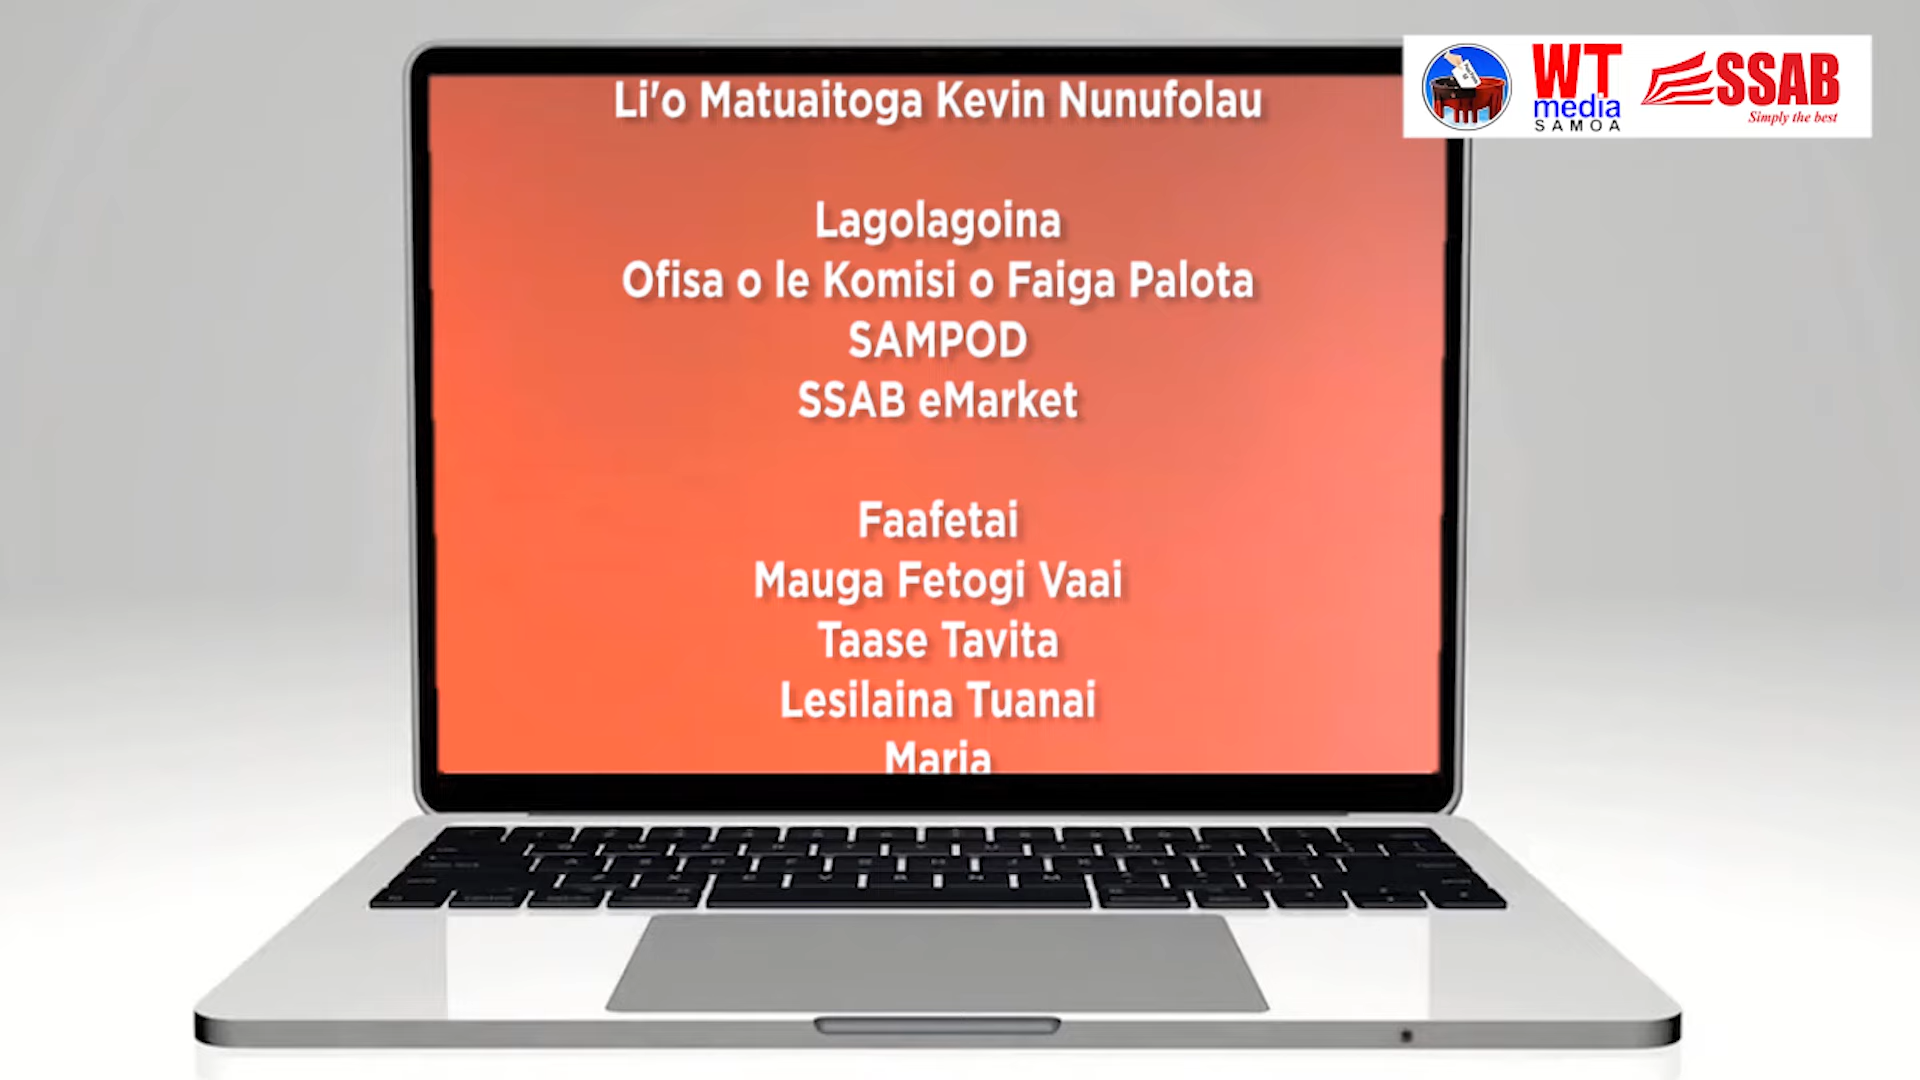 Li'o Matuaitoga Kevin Nunufolau
WT
media
SAMOA
SSAB
Simply the best
Lagolagoina
Ofisa o le Komisi o Faiga Palota
SAMPOD
SSAB eMarket
Faafetai
Mauga Fetogi Vaai
Taase Tavita
Lesilaina Tuanai
Maria